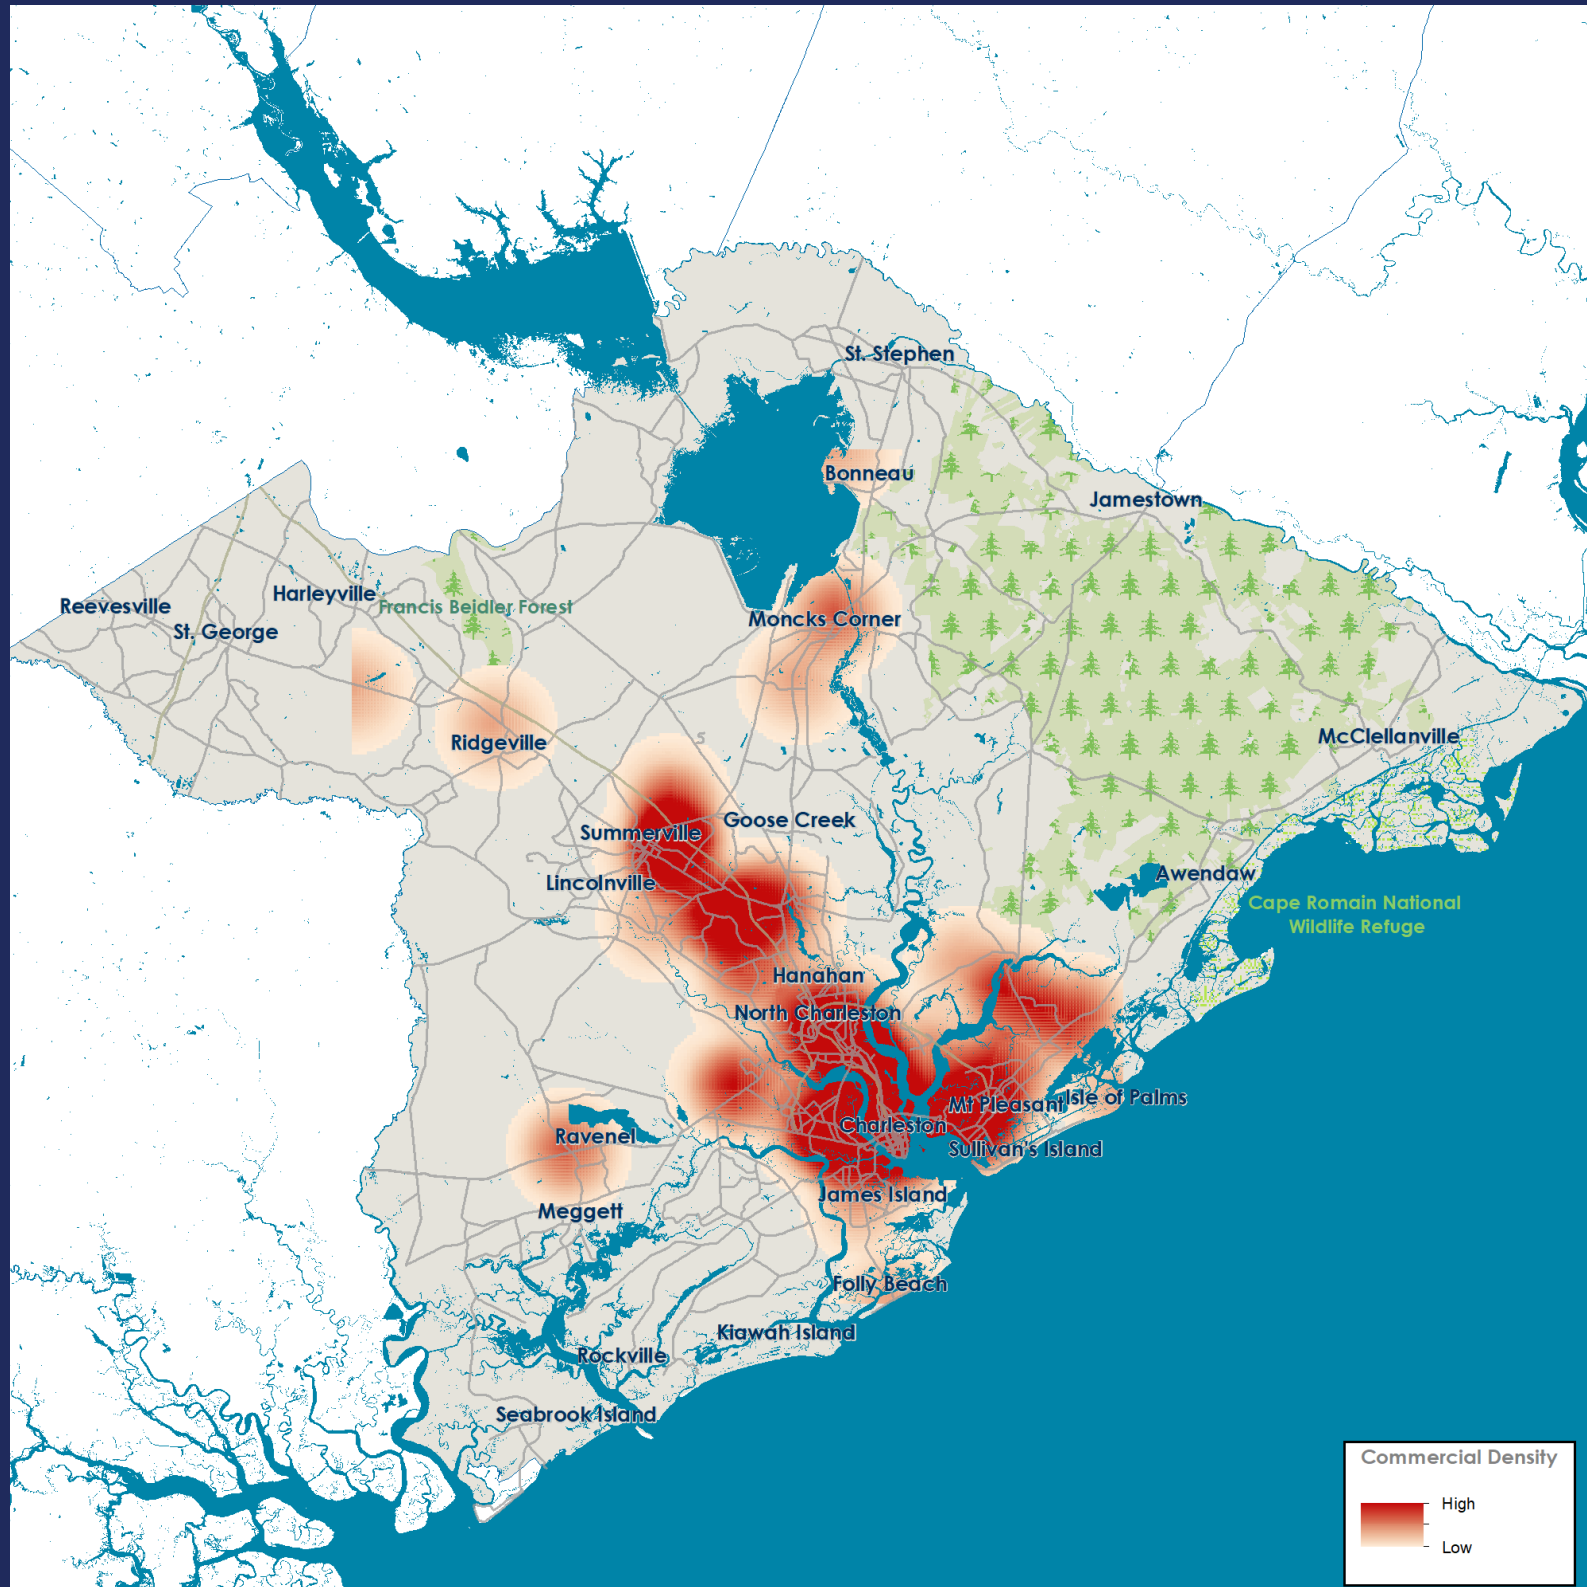 St. Stephen
Bonneau
Jamestown
Harleyville
Reevesville
Francis Beidler Forest
Moncks Corner
St. George
McClellanville
Ridgeville
Goose Creek
Summerville
Awendaw
Lincolnville
Cape Romain National
Wildlife Refuge
Hanahan
North Charleston
Isle of Palms
Mt Pleasant
Charleston
Ravenel
Sullivan's Island
James Island
Meggett
Folly Beach
Kiawah Island
Rockville
Seabrook Island
Commercial Density
High
Low